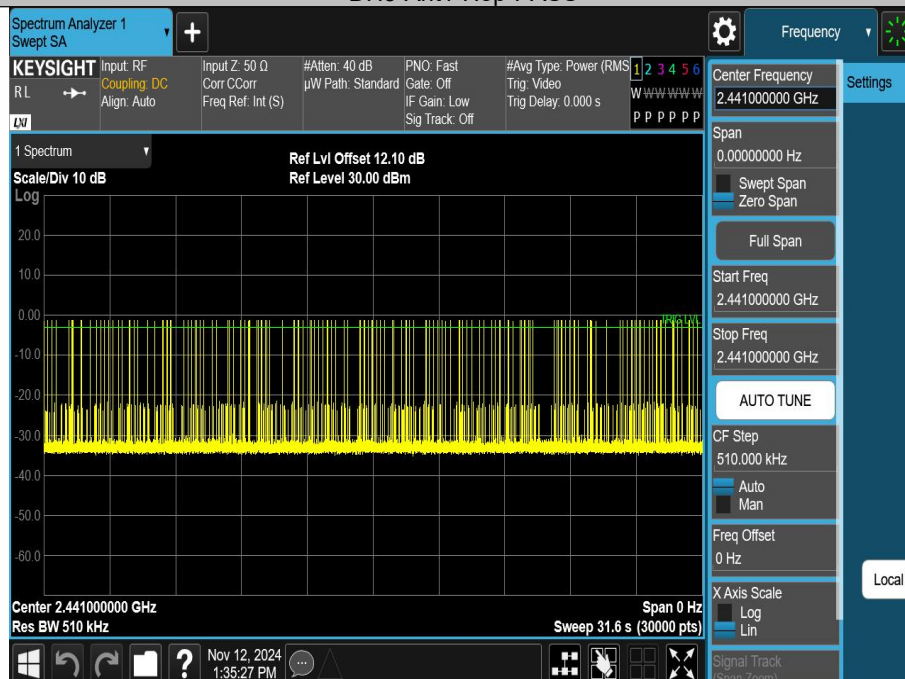 Spectrum Analyzer 1
Swept SA
Frequency
KEYSIGHT
RL
LXI
Input: RF
Coupling: DC
Align: Auto
Input Z: 50 Ω
Corr CCorr
Freq Ref: Int (S)
#Atten: 40 dB
µW Path: Standard
PNO: Fast
Gate: Off
IF Gain: Low
Sig Track: Off
#Avg Type: Power (RMS
Trig: Video
Trig Delay: 0.000 s
1 2 3 4 5 6
W W W W W W
P P P P P P
1 Spectrum
Scale/Div 10 dB
Ref Lvl Offset 12.10 dB
Ref Level 30.00 dBm
Log
20.0
10.0
0.00
TRIG LVL
-10.0
-20.0
-30.0
-40.0
-50.0
-60.0
Center 2.441000000 GHz
Res BW 510 kHz
Span 0 Hz
Sweep 31.6 s (30000 pts)
Nov 12, 2024
1:35:27 PM
Center Frequency
2.441000000 GHz
Settings
Span
0.00000000 Hz
Swept Span
Zero Span
Full Span
Start Freq
2.441000000 GHz
Stop Freq
2.441000000 GHz
AUTO TUNE
CF Step
510.000 kHz
Auto
Man
Freq Offset
0 Hz
Local
X Axis Scale
Log
Lin
Signal Track
(Span Zoom)